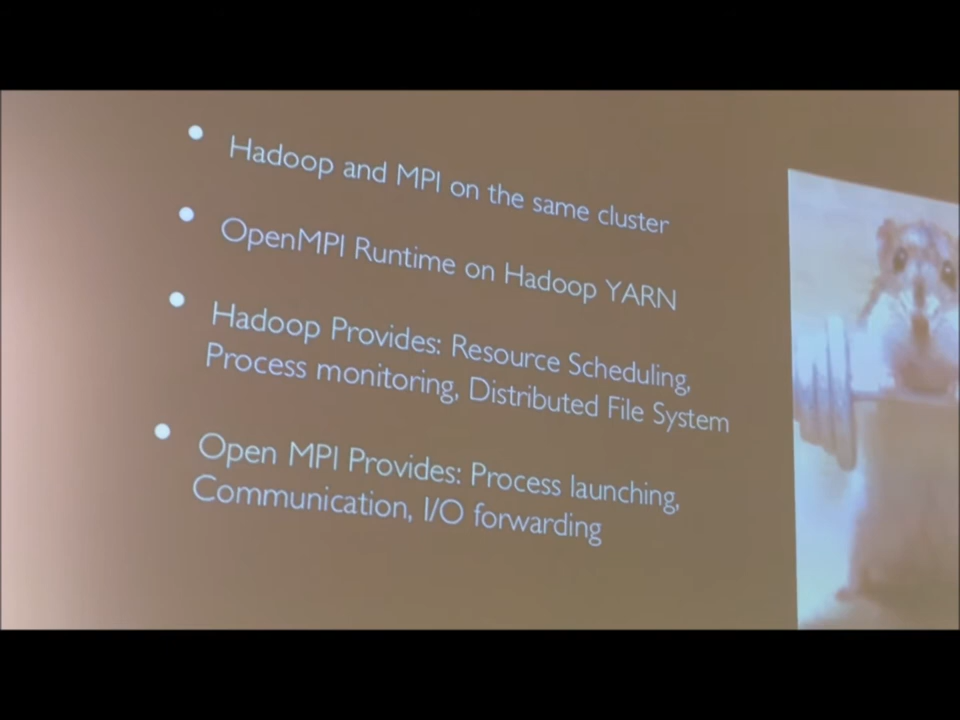 • Hadoop and MPI on the same cluster
• OpenMPI Runtime on Hadoop YARN
• Hadoop Provides: Resource Scheduling,
Process monitoring, Distributed File System
• Open MPI Provides: Process launching,
Communication, I/O forwarding